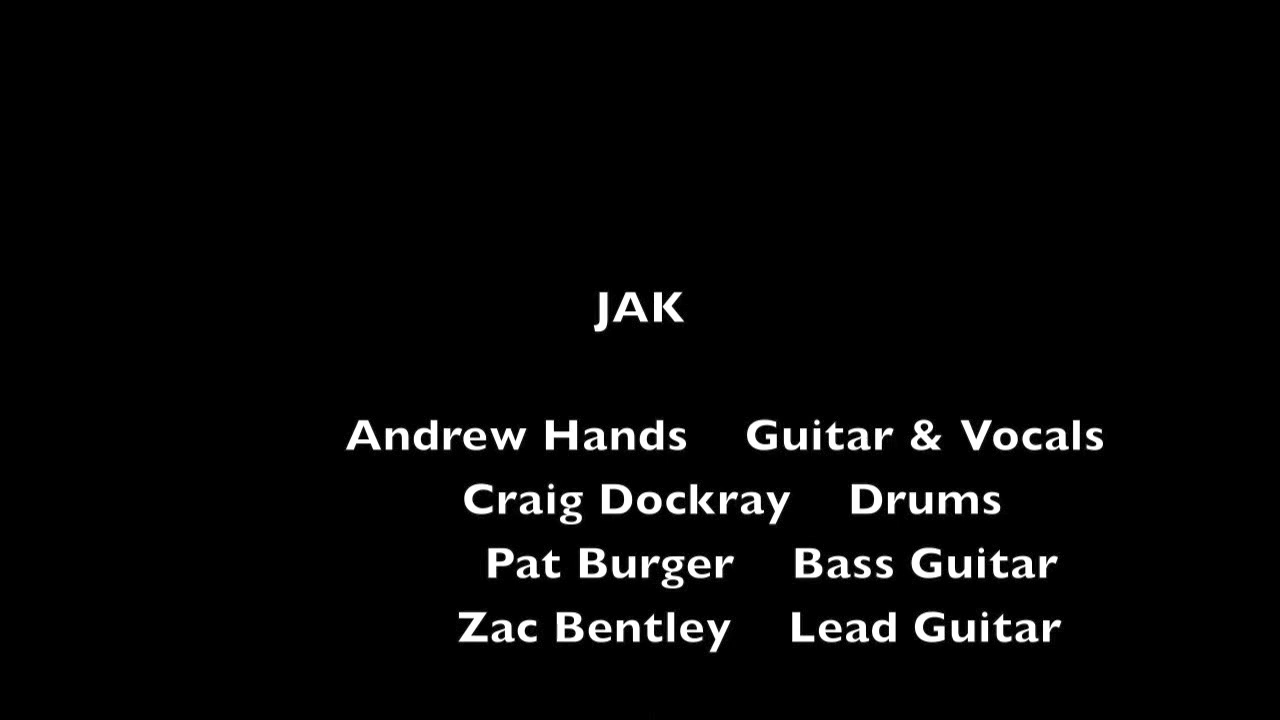 JAK
Andrew Hands Guitar & Vocals
Craig Dockray Drums
Pat Burger Bass Guitar
Zac Bentley Lead Guitar